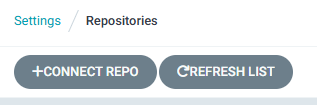 Settings / Repositories
CONNECT REPO REFRESH LIST